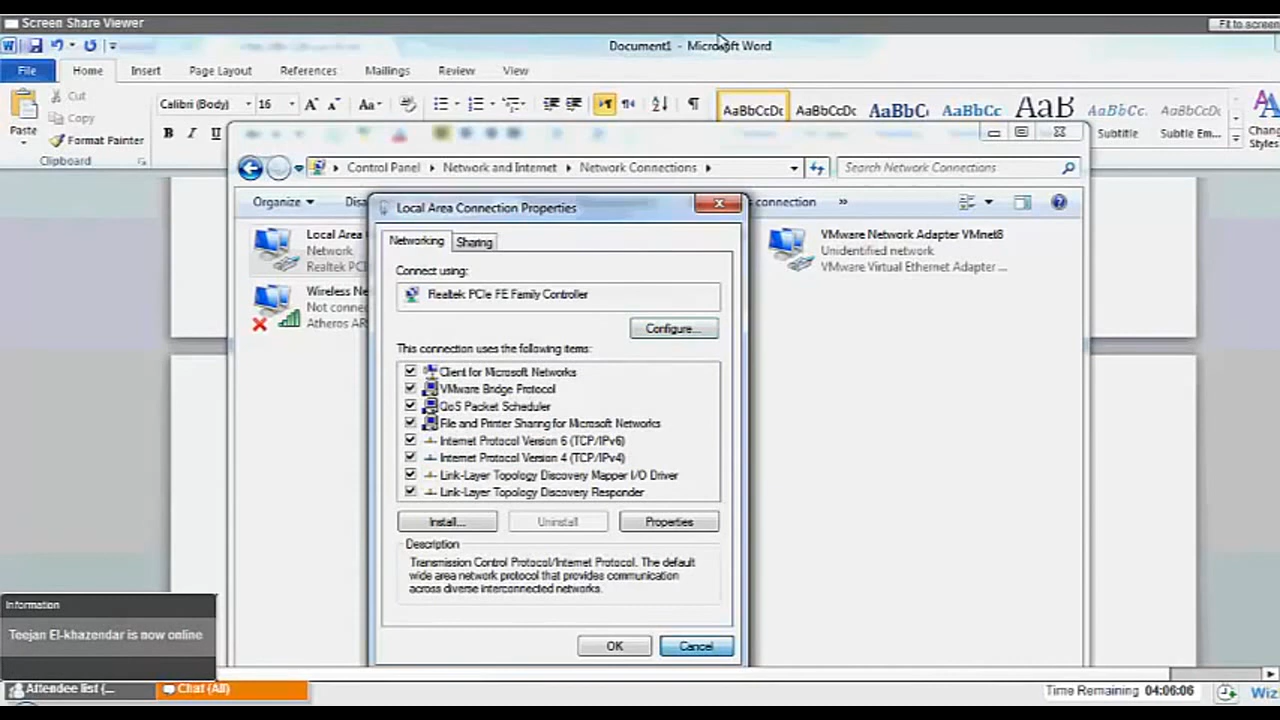 Screen Share Viewer
Fit to screen
Document1 - Microsoft Word
File Home Insert Page Layout References Mailings Review View
Cut
Copy
Format Painter
Paste
Clipboard
Calibri (Body) 16
B I U
AaBbCcDc AaBbCcDc AaBbC AaBbCc AaB AaBbCc. AaBbCcDc
Subtitle Subtle Em...
Chang
Styles
Control Panel Network and Internet Network Connections
Search Network Connections
Organize Disa connection »
Local Area
Network
Realtek PCI
Wireless Ne
Not conne
Atheros AR
VMware Network Adapter VMnet8
Unidentified network
VMware Virtual Ethernet Adapter ...
Local Area Connection Properties
Networking Sharing
Connect using:
Realtek PCIe FE Family Controller
Configure...
This connection uses the following items:
Client for Microsoft Networks
VMware Bridge Protocol
QoS Packet Scheduler
File and Printer Sharing for Microsoft Networks
Internet Protocol Version 6 (TCP/IPv6)
Internet Protocol Version 4 (TCP/IPv4)
Link-Layer Topology Discovery Mapper I/O Driver
Link-Layer Topology Discovery Responder
Install... Uninstall Properties
Description
Transmission Control Protocol/Internet Protocol. The default
wide area network protocol that provides communication
across diverse interconnected networks.
OK Cancel
Information
Teejan El-khazendar is now online
Attendee list (... Chat (All)
Time Remaining 04:06:06
Wiz